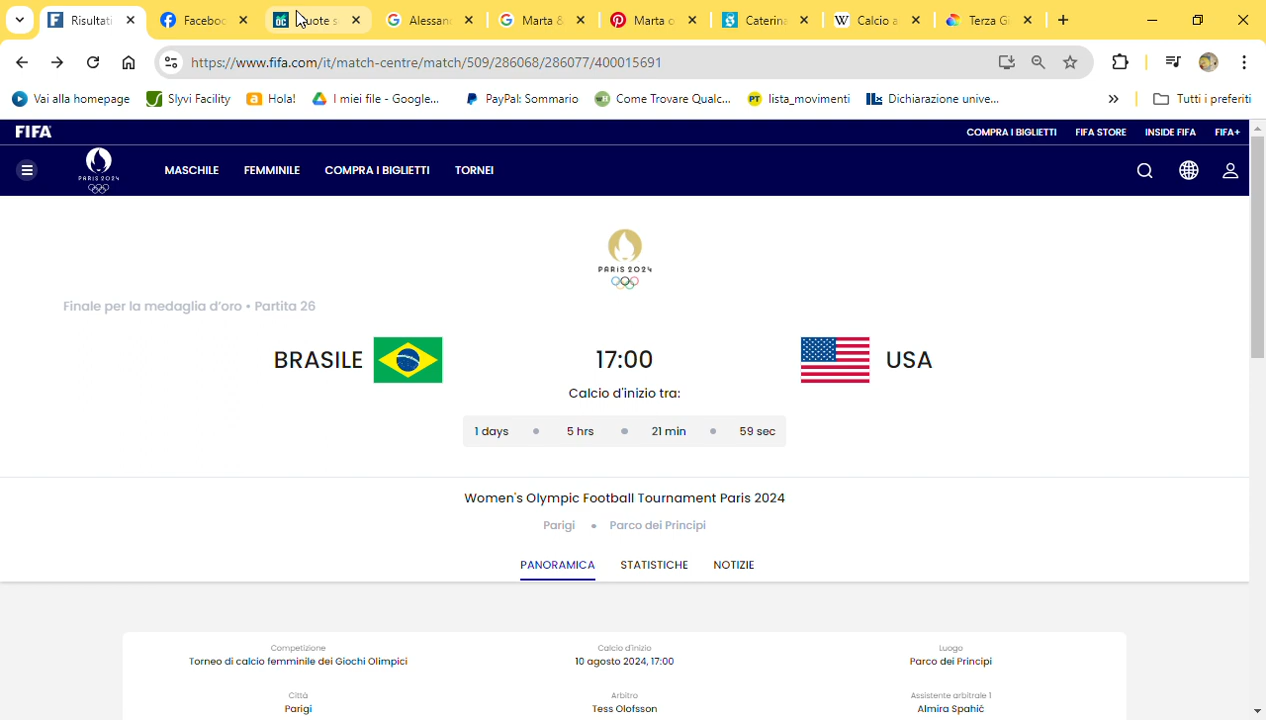 Risultati
Facebo
uote s
Alessan
Marta &
Marta o
Caterina
W
Calcio a
Terza Gi
https://www.fifa.com/it/match-centre/match/509/286068/286077/400015691
Vai alla homepage
Slyvi Facility
a
Hola!
I miei file - Google...
PayPal: Sommario
Come Trovare Qualc...
PT
lista_movimenti
Dichiarazione unive...
Tutti i preferiti
FIFA
COMPRA I BIGLIETTI
FIFA STORE
INSIDE FIFA
FIFA+
PARIS 2024
MASCHILE
FEMMINILE
COMPRA I BIGLIETTI
TORNEI
PARIS 2024
Finale per la medaglia d'oro • Partita 26
BRASILE
17:00
USA
Calcio d'inizio tra:
1 days • 5 hrs • 21 min • 59 sec
Women's Olympic Football Tournament Paris 2024
Parigi • Parco dei Principi
PANORAMICA
STATISTICHE
NOTIZIE
Competizione
Calcio d'inizio
Luogo
Torneo di calcio femminile dei Giochi Olimpici
10 agosto 2024, 17:00
Parco dei Principi
Città
Arbitro
Assistente arbitrale 1
Parigi
Tess Olofsson
Almira Spahić